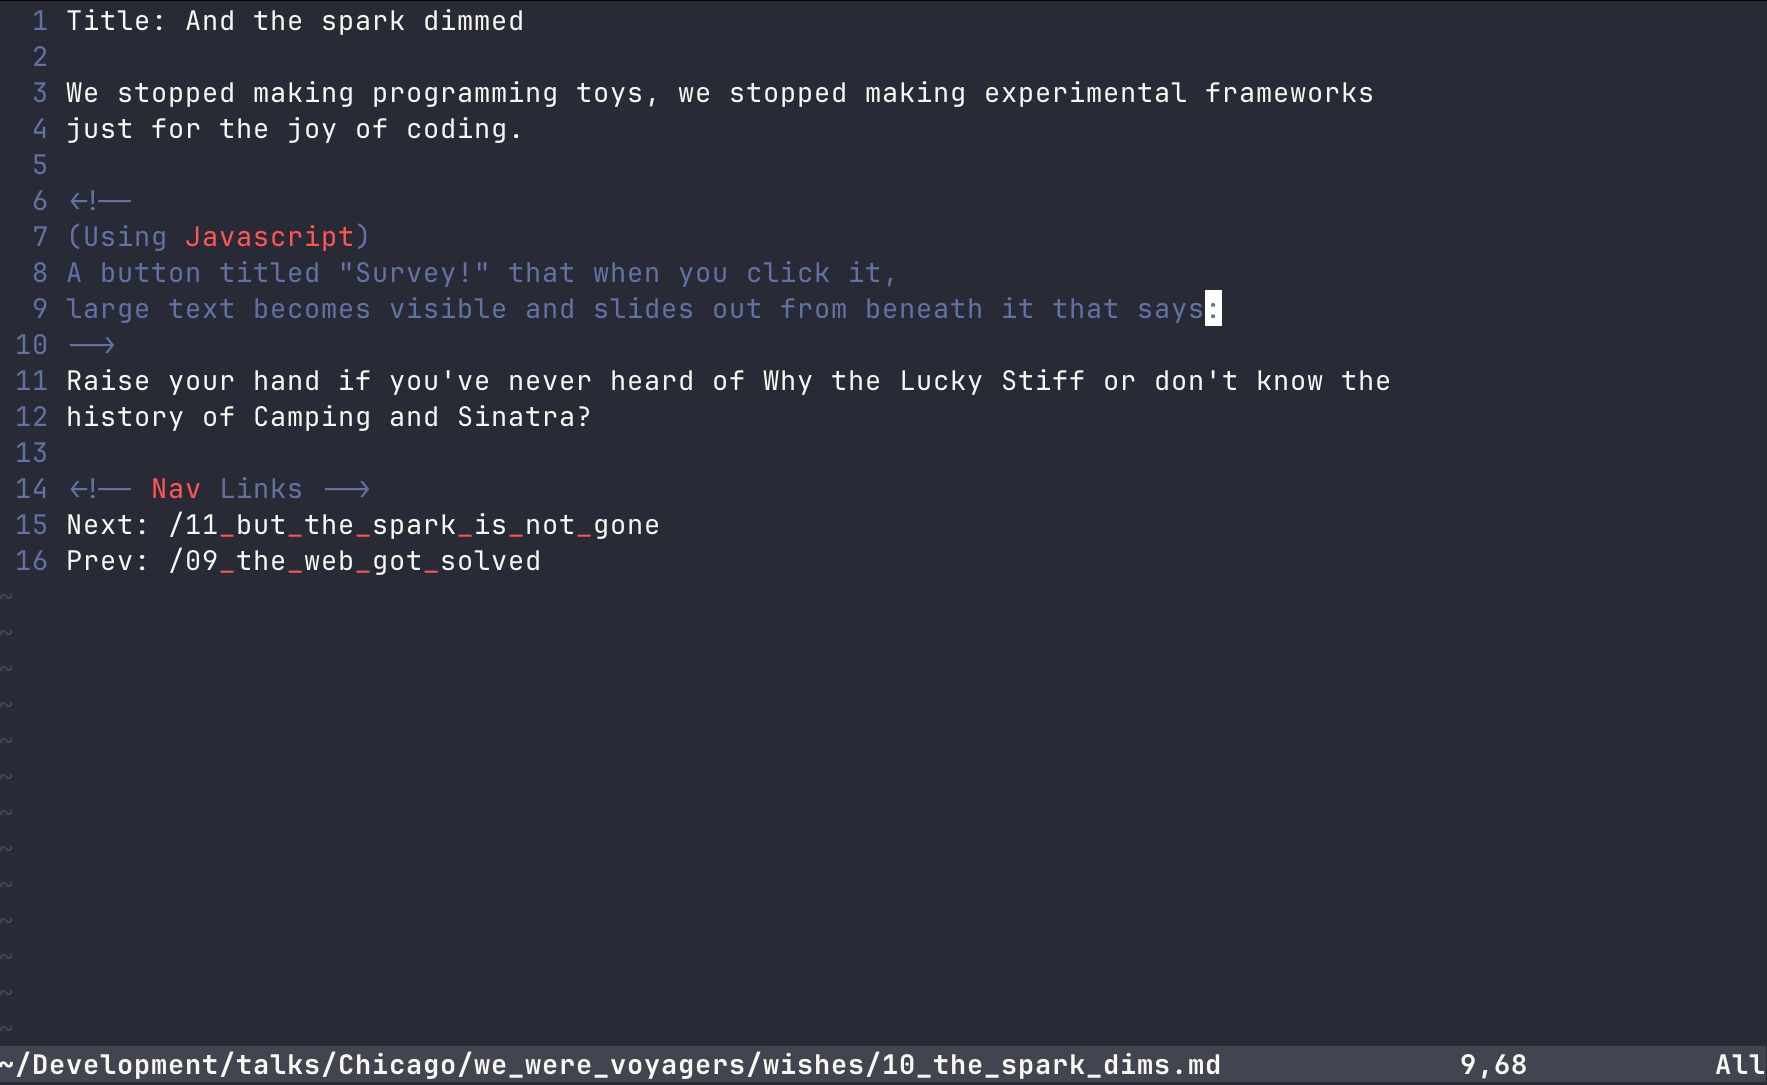 1 Title: And the spark dimmed
2
3 We stopped making programming toys, we stopped making experimental frameworks
4 just for the joy of coding.
5
6 <!--
7 (Using Javascript)
8 A button titled "Survey!" that when you click it,
9 large text becomes visible and slides out from beneath it that says:
10 -->
11 Raise your hand if you've never heard of Why the Lucky Stiff or don't know the
12 history of Camping and Sinatra?
13
14 <!-- Nav Links -->
15 Next: /11_but_the_spark_is_not_gone
16 Prev: /09_the_web_got_solved
~
~
~
~
~
~
~
~
~
~
~
~
~
~/Development/talks/Chicago/we_were_voyagers/wishes/10_the_spark_dims.md 9,68 All